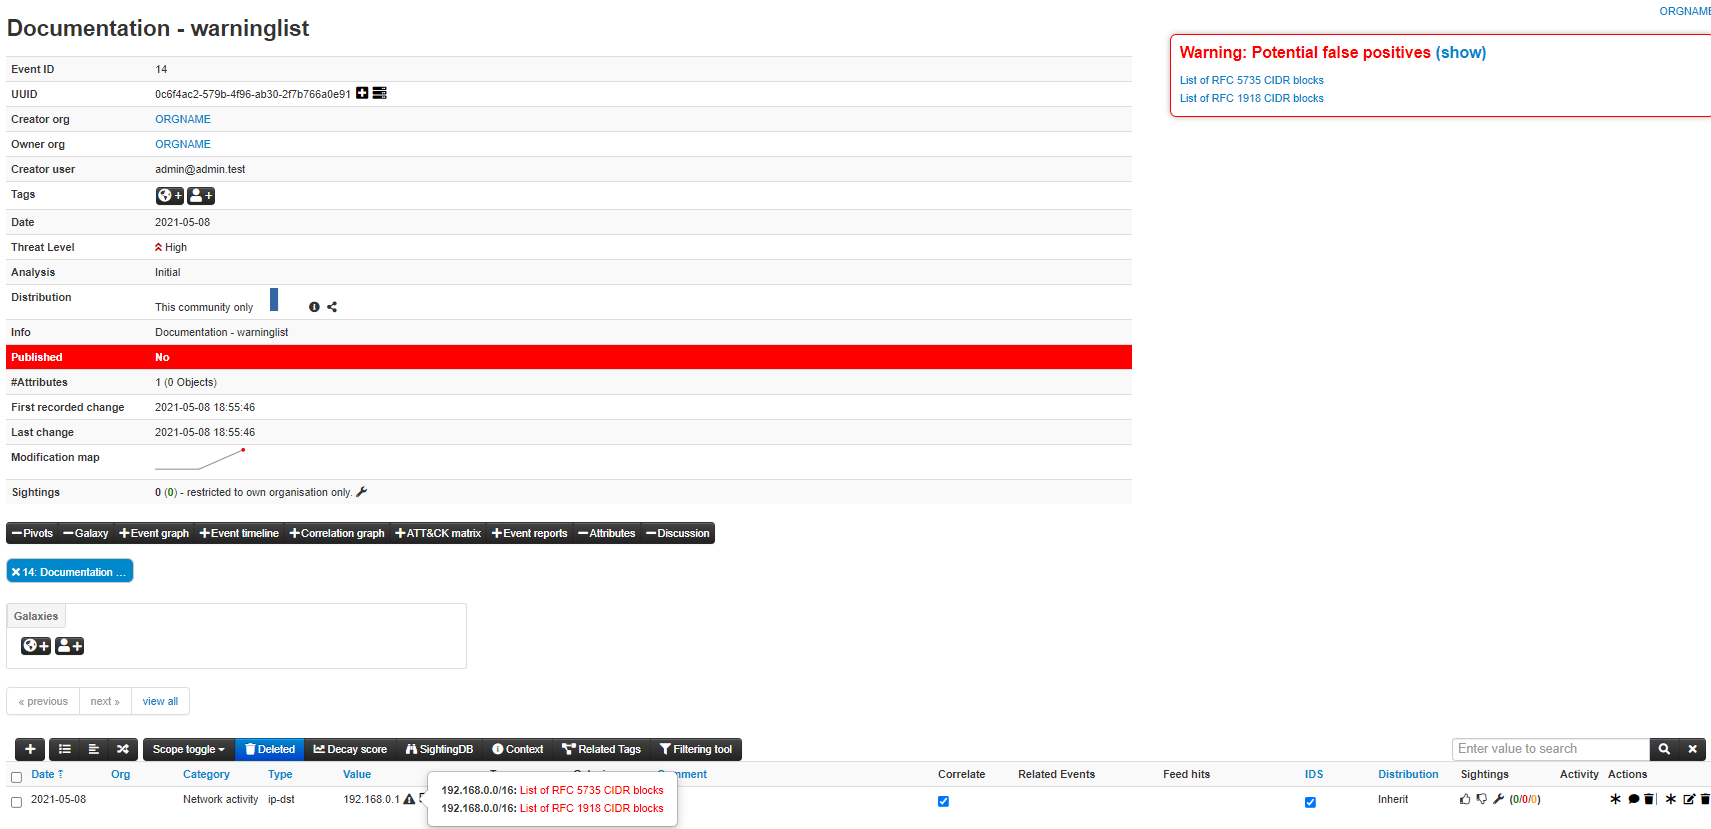 ORGNAME
Documentation - warninglist
Warning: Potential false positives (show)
List of RFC 5735 CIDR blocks
List of RFC 1918 CIDR blocks
Event ID 14
UUID 0c6f4ac2-579b-4f96-ab30-2f7b766a0e91
Creator org ORGNAME
Owner org ORGNAME
Creator user admin@admin.test
Tags
Date 2021-05-08
Threat Level High
Analysis Initial
Distribution This community only
Info Documentation - warninglist
Published No
#Attributes 1 (0 Objects)
First recorded change 2021-05-08 18:55:46
Last change 2021-05-08 18:55:46
Modification map
Sightings 0 (0) - restricted to own organisation only.
Pivots Galaxy Event graph Event timeline Correlation graph ATT&CK matrix Event reports Attributes Discussion
14: Documentation ...
Galaxies
« previous next » view all
Scope toggle Deleted Decay score SightingDB Context Related Tags Filtering tool Enter value to search
Date Org Category Type Value Correlate Related Events Feed hits IDS Distribution Sightings Activity Actions
2021-05-08 Network activity ip-dst 192.168.0.1 Inherit (0/0/0)
192.168.0.0/16: List of RFC 5735 CIDR blocks
192.168.0.0/16: List of RFC 1918 CIDR blocks